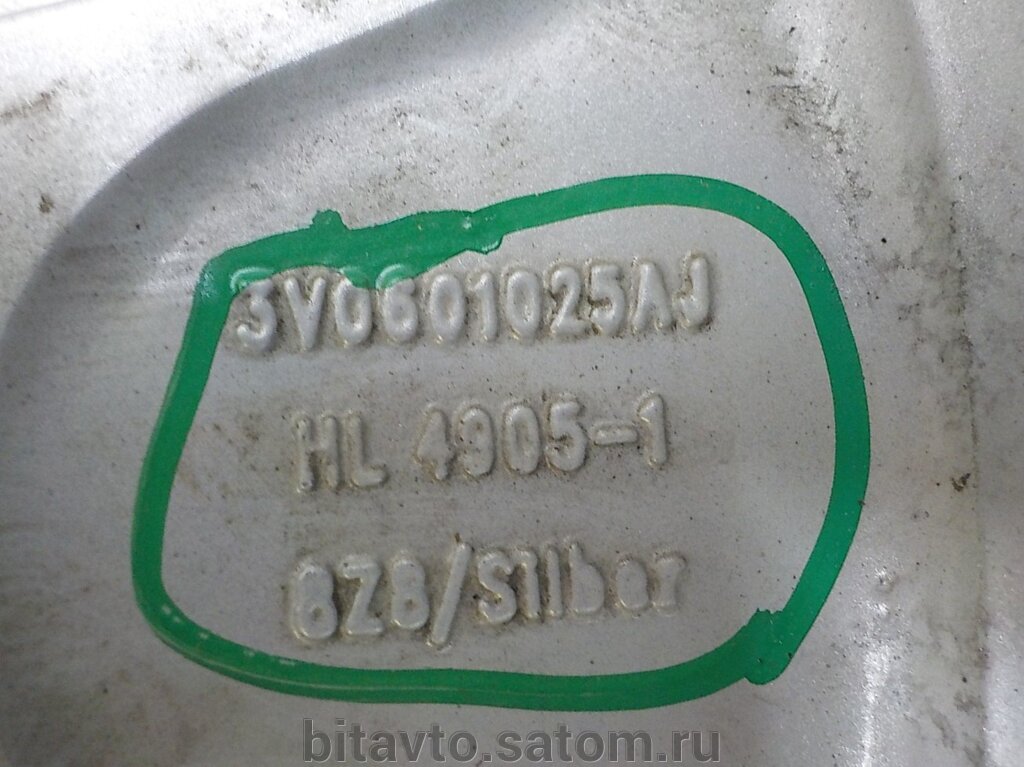 3V0601025AJ
HL 4905-1
8Z8/Silber
bitavto.satom.ru